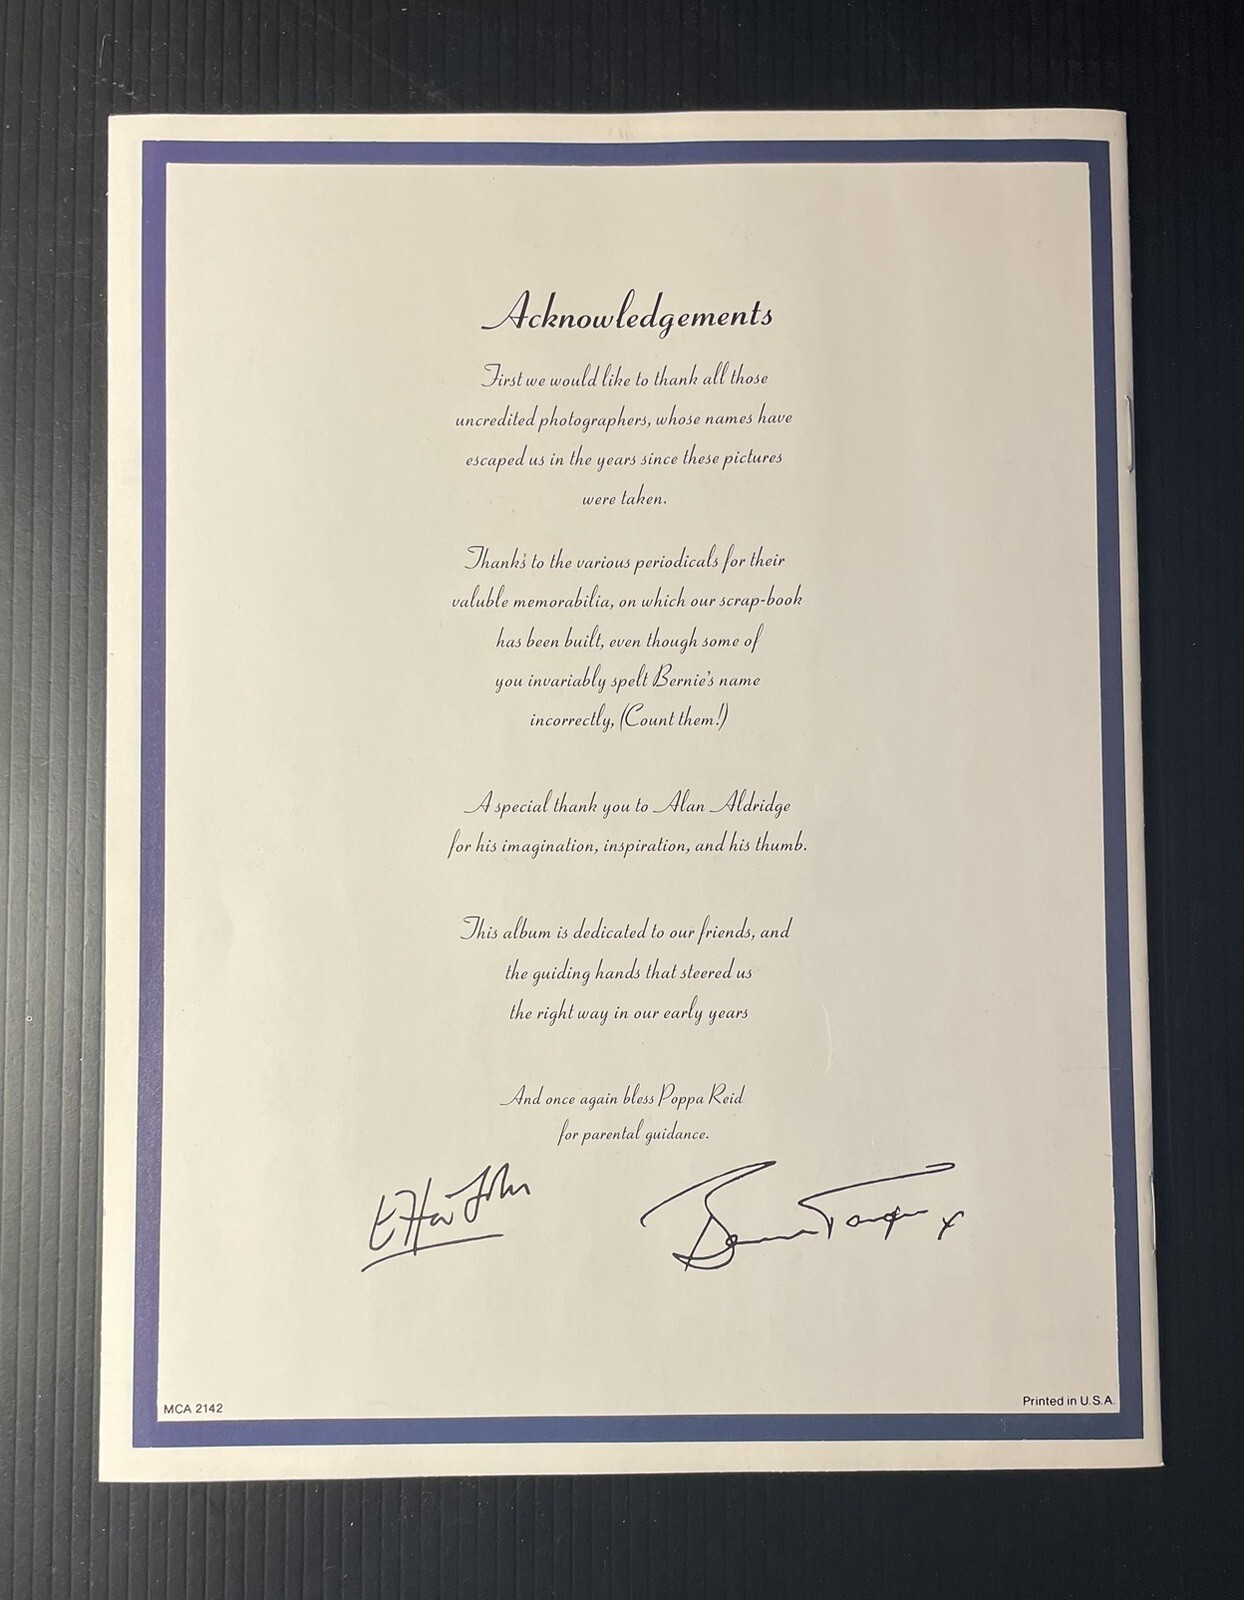 Acknowledgements
First we would like to thank all those
uncredited photographers, whose names have
escaped us in the years since these pictures
were taken.
Thanks to the various periodicals for their
valuble memorabilia, on which our scrap-book
has been built, even though some of
you invariably spelt Bernie's name
incorrectly, (Count them!)
A special thank you to Alan Aldridge
for his imagination, inspiration, and his thumb.
This album is dedicated to our friends, and
the guiding hands that steered us
the right way in our early years
And once again bless Poppa Reid
for parental guidance.
Elton John Bernie Taupin x
MCA 2142 Printed in U.S.A.